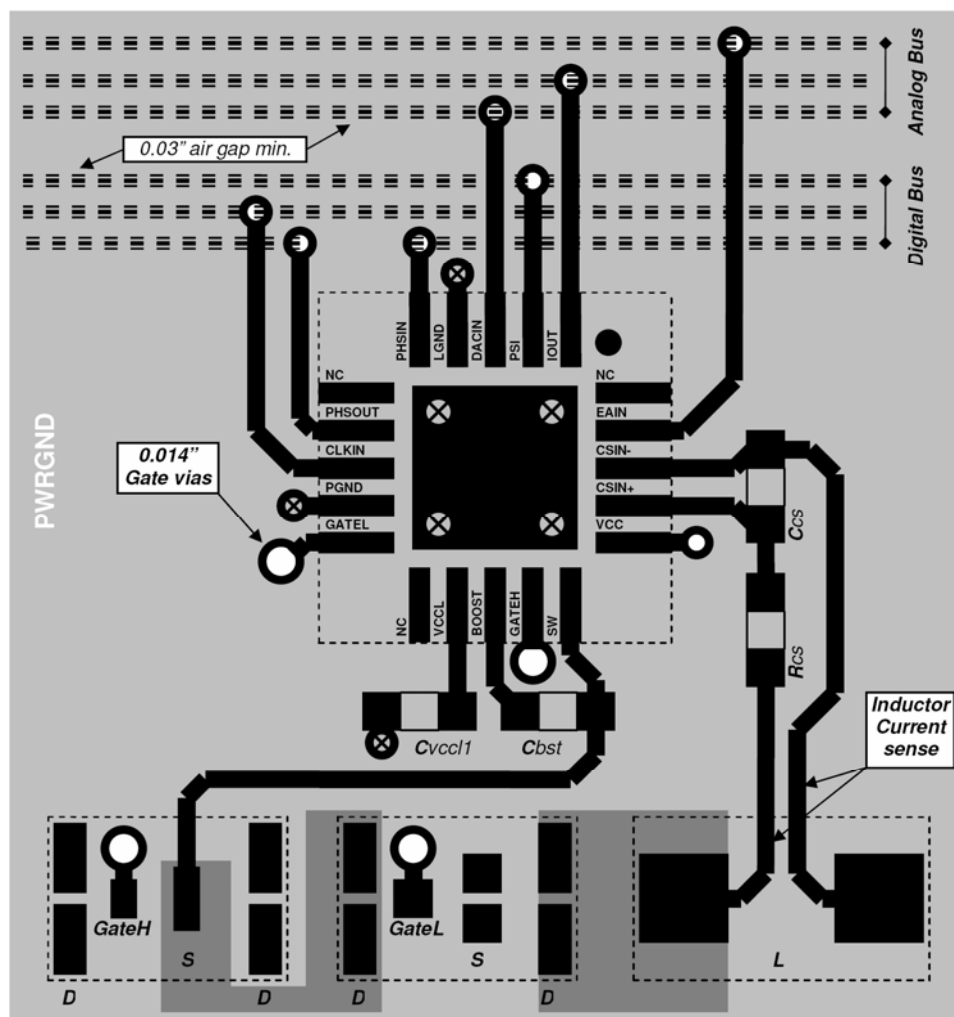 Analog Bus
0.03" air gap min.
Digital Bus
PHSIN
LGND
DACIN
PSI
IOUT
NC
NC
PHSOUT
EAIN
CLKIN
CSIN-
PGND
CSIN+
GATEL
VCC
PWRGND
0.014"
Gate vias
Ccs
NC
VCCL
BOOST
GATEH
SW
Rcs
Inductor
Current
sense
Cvccl1
Cbst
GateH
S
GateL
S
L
D
D
D
D